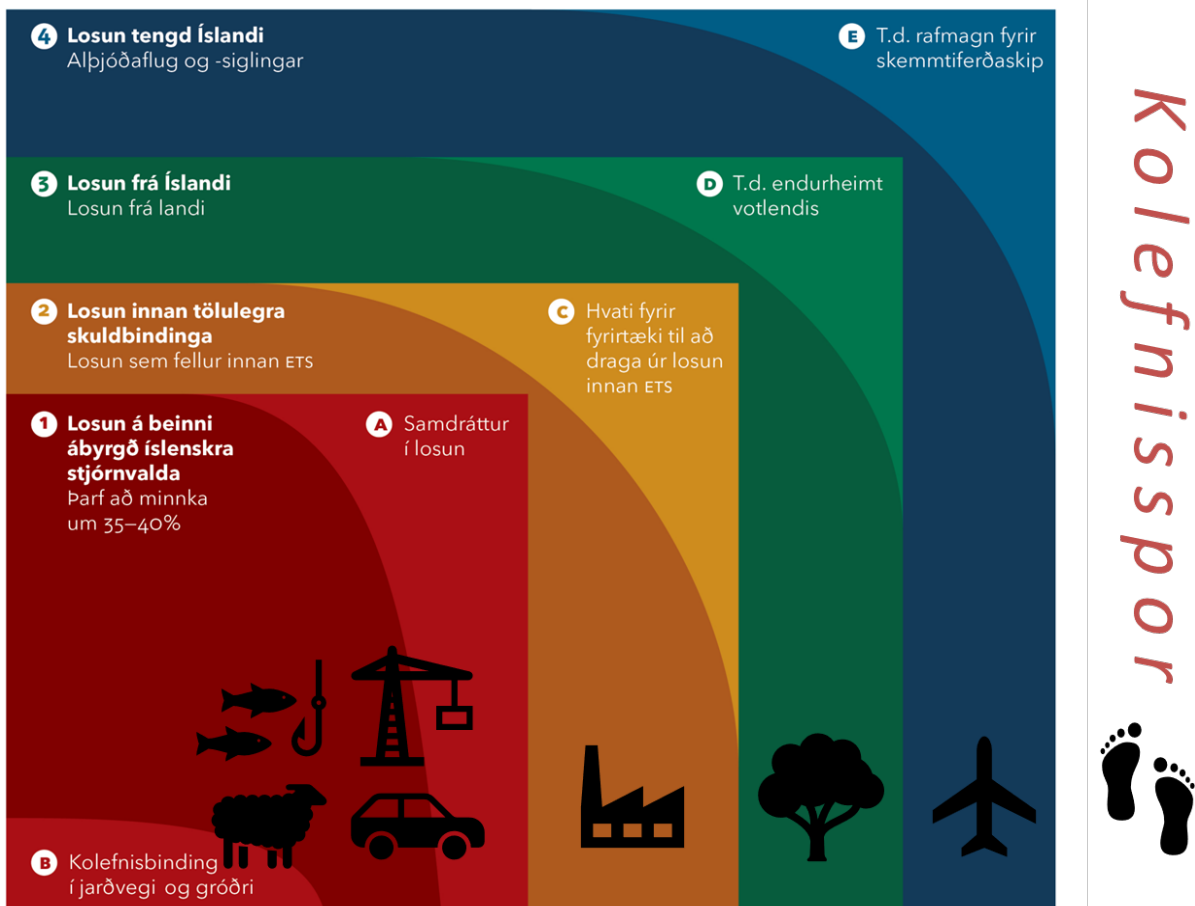 4 Losun tengd Íslandi
Alþjóðaflug og -siglingar
E T.d. rafmagn fyrir
skemmtiferðaskip
3 Losun frá Íslandi
Losun frá landi
D T.d. endurheimt
votlendis
2 Losun innan tölulegra
skuldbindinga
Losun sem fellur innan ETS
C Hvati fyrir
fyrirtæki til að
draga úr losun
innan ETS
1 Losun á beinni
ábyrgð íslenskra
stjórnvalda
Þarf að minnka
um 35–40%
A Samdráttur
í losun
B Kolefnisbinding
í jarðvegi og gróðri
Kolefnisspor